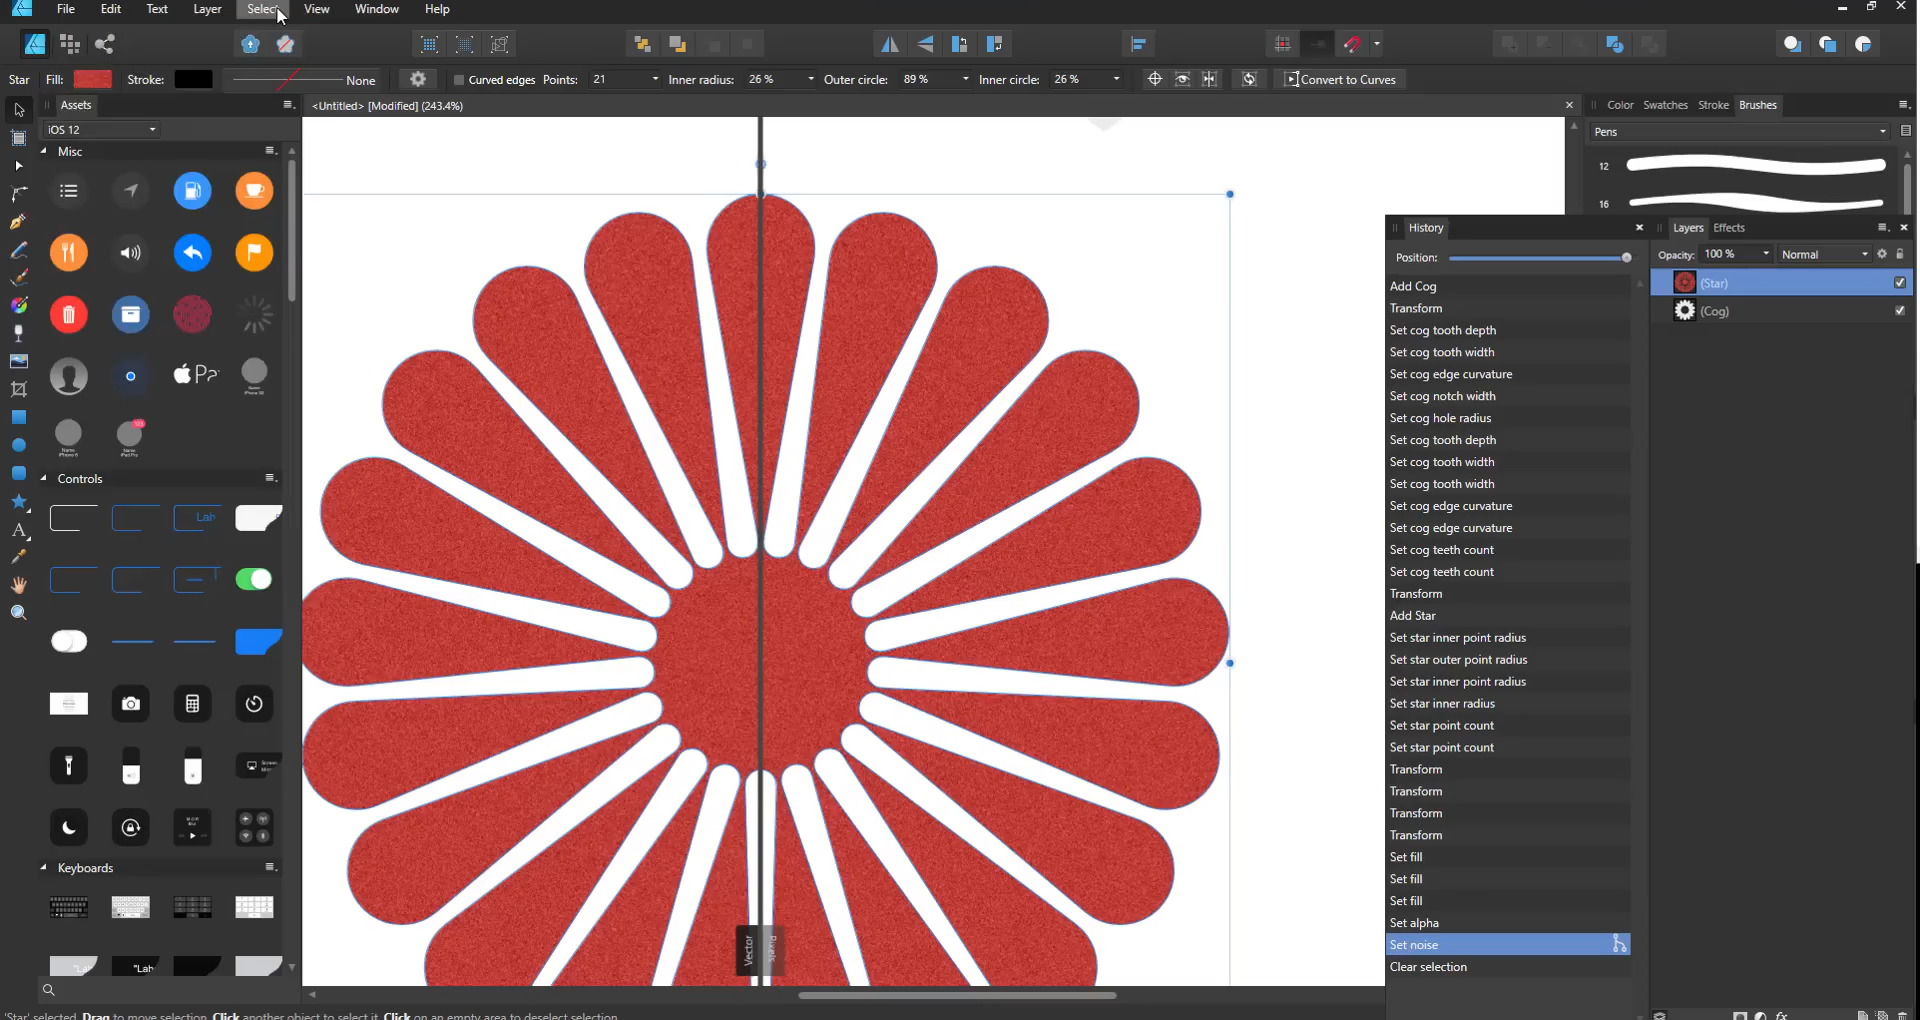 File Edit Text Layer Select View Window Help
Star Fill: Stroke: None Curved edges Points: 21 Inner radius: 26 % Outer circle: 89 % Inner circle: 26 % Convert to Curves
Assets
<Untitled> [Modified] (243.4%)
Color Swatches Stroke Brushes
iOS 12
Pens
Misc
12
16
History
Layers Effects
Position:
Opacity: 100 % Normal
Add Cog
(Star)
Transform
(Cog)
Set cog tooth depth
Set cog tooth width
Set cog edge curvature
Set cog notch width
Set cog hole radius
Set cog tooth depth
Set cog tooth width
Set cog tooth width
Set cog edge curvature
Set cog edge curvature
Set cog teeth count
Set cog teeth count
Transform
Add Star
Set star inner point radius
Set star outer point radius
Set star inner point radius
Set star inner radius
Set star point count
Set star point count
Transform
Transform
Transform
Transform
Set fill
Set fill
Set fill
Set alpha
Set noise
Clear selection
Controls
Lab
Keyboards
"Lab
Vector
Pixels
'Star' selected. Drag to move selection. Click another object to select it. Click on an empty area to deselect selection.